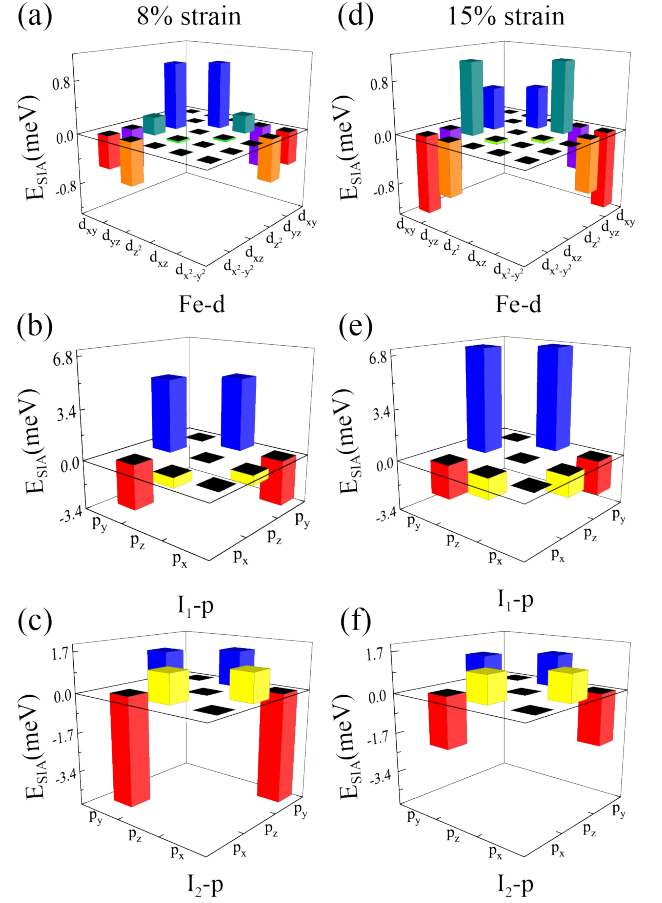 (a) 8% strain (d) 15% strain
E_SIA(meV) 0.8 0.0 -0.8
d_xy d_yz d_z² d_xz d_x²-y² d_x²-y² d_xz d_z² d_yz d_xy
E_SIA(meV) 0.8 0.0 -0.8
d_xy d_yz d_z² d_xz d_x²-y² d_x²-y² d_xz d_z² d_yz d_xy
Fe-d Fe-d
(b) (e)
E_SIA(meV) 6.8 3.4 0.0 -3.4
p_y p_z p_x p_x p_z p_y
E_SIA(meV) 6.8 3.4 0.0 -3.4
p_y p_z p_x p_x p_z p_y
I₁-p I₁-p
(c) (f)
E_SIA(meV) 1.7 0.0 -1.7 -3.4
p_y p_z p_x p_x p_z p_y
E_SIA(meV) 1.7 0.0 -1.7 -3.4
p_y p_z p_x p_x p_z p_y
I₂-p I₂-p